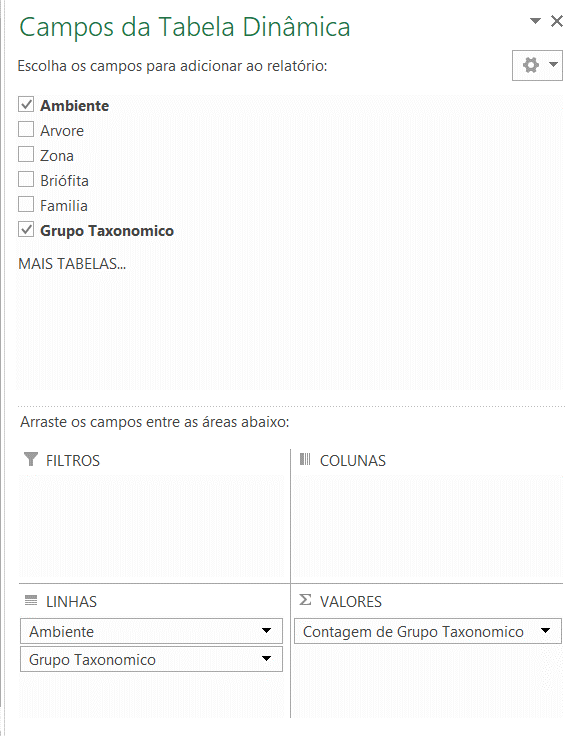 Campos da Tabela Dinâmica
Escolha os campos para adicionar ao relatório:
Ambiente
Arvore
Zona
Briófita
Familia
Grupo Taxonomico
MAIS TABELAS...
Arraste os campos entre as áreas abaixo:
FILTROS
COLUNAS
LINHAS
Ambiente
Grupo Taxonomico
Σ VALORES
Contagem de Grupo Taxonomico